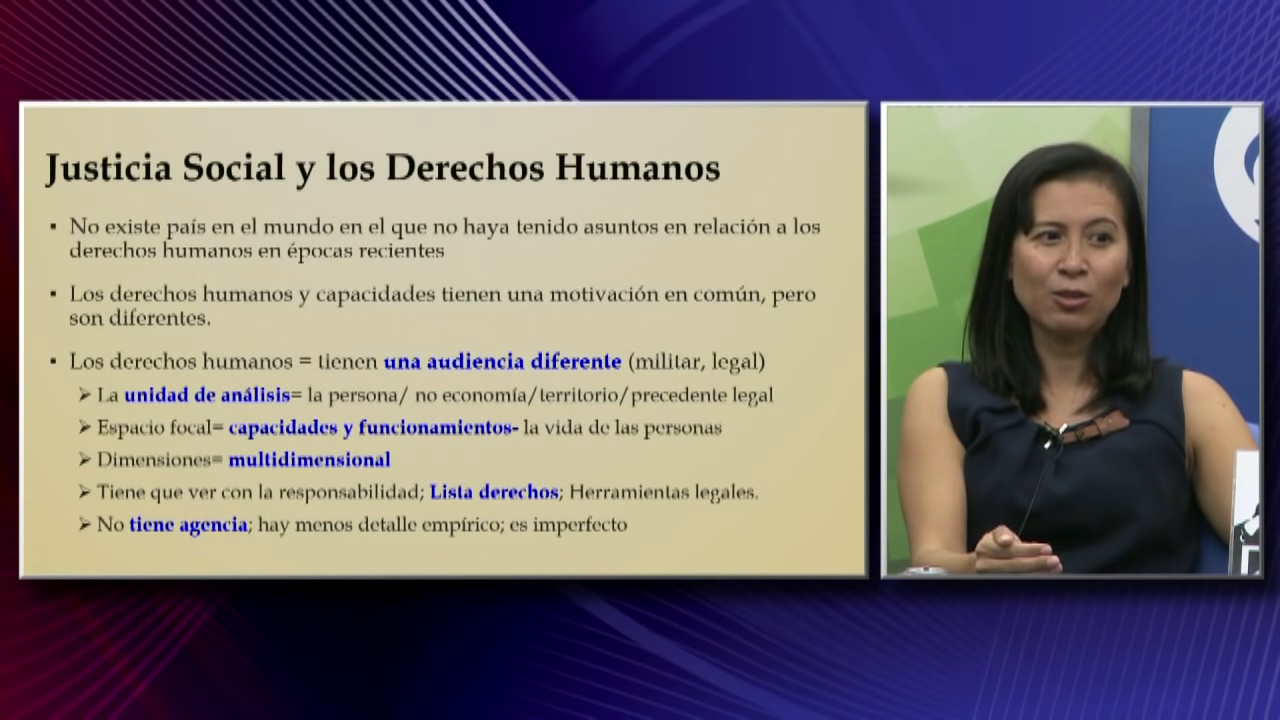 Justicia Social y los Derechos Humanos
▪ No existe país en el mundo en el que no haya tenido asuntos en relación a los
derechos humanos en épocas recientes
▪ Los derechos humanos y capacidades tienen una motivación en común, pero
son diferentes.
▪ Los derechos humanos = tienen una audiencia diferente (militar, legal)
➢ La unidad de análisis= la persona/ no economía/territorio/precedente legal
➢ Espacio focal= capacidades y funcionamientos- la vida de las personas
➢ Dimensiones= multidimensional
➢ Tiene que ver con la responsabilidad; Lista derechos; Herramientas legales.
➢ No tiene agencia; hay menos detalle empírico; es imperfecto